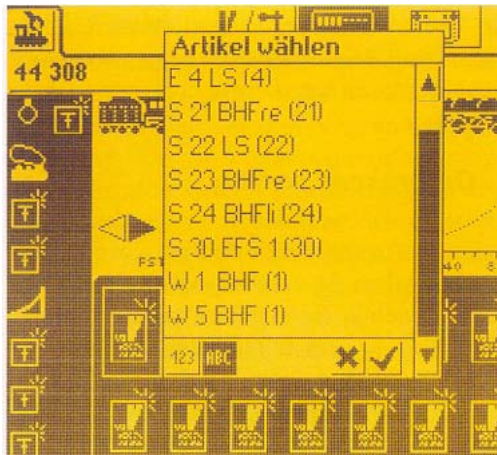 Artikel wählen
44 308
E 4 LS (4)
S 21 BHFre (21)
S 22 LS (22)
S 23 BHFre (23)
S 24 BHFli (24)
S 30 EFS 1 (30)
W 1 BHF (1)
W 5 BHF (1)
123 ABC